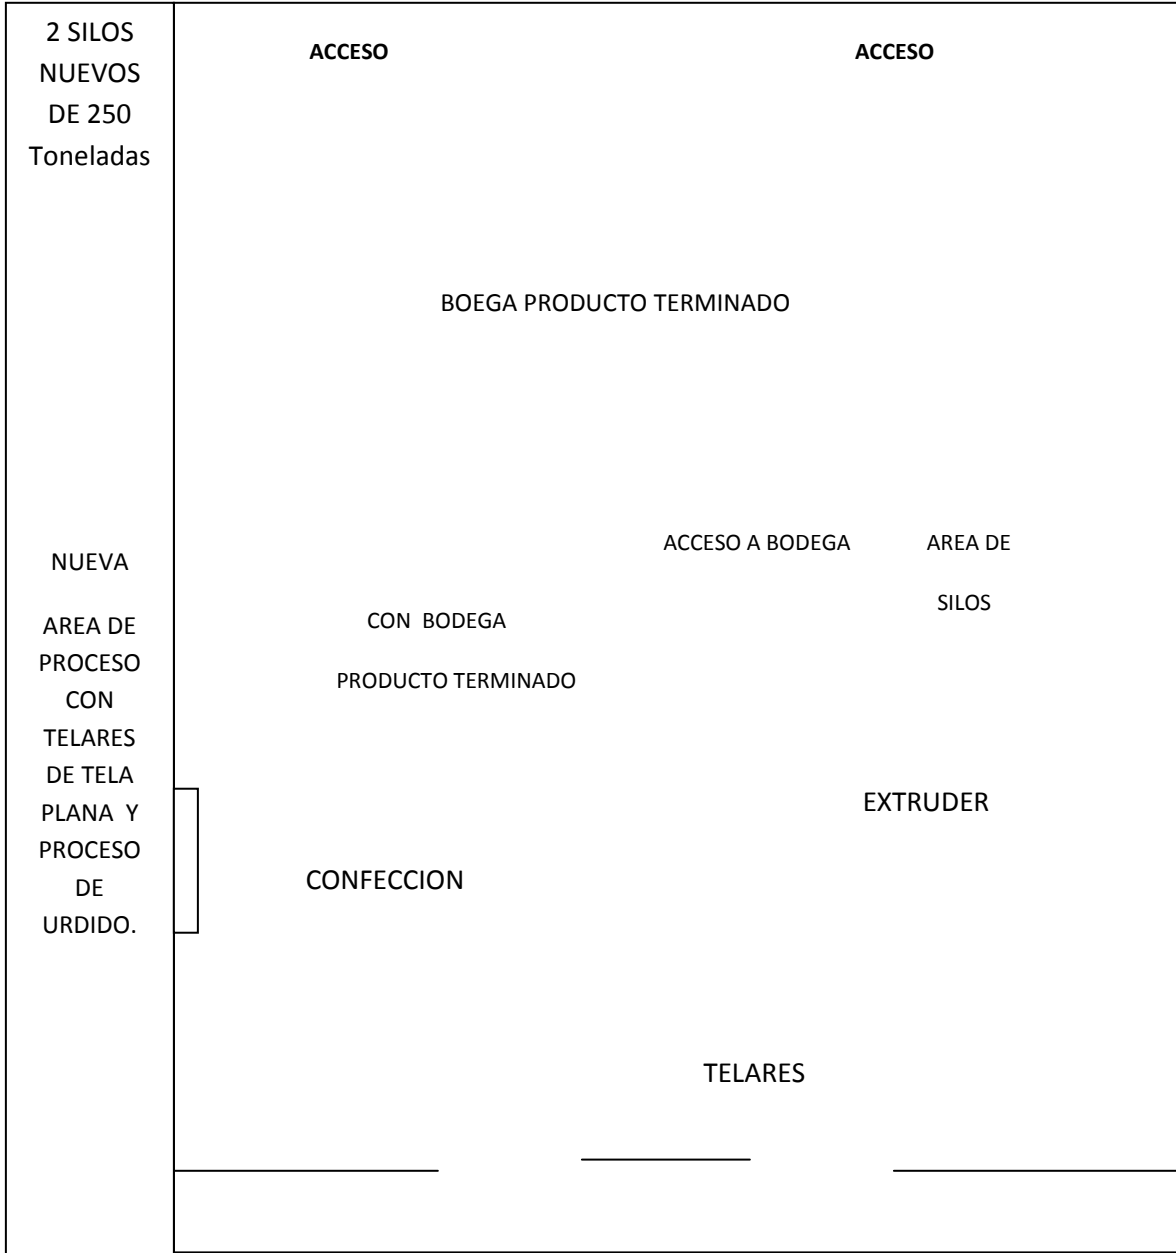 2 SILOS
NUEVOS
DE 250
Toneladas
NUEVA
AREA DE
PROCESO
CON
TELARES
DE TELA
PLANA Y
PROCESO
DE
URDIDO.
ACCESO
ACCESO
BOEGA PRODUCTO TERMINADO
ACCESO A BODEGA
AREA DE
SILOS
CON BODEGA
PRODUCTO TERMINADO
EXTRUDER
CONFECCION
TELARES